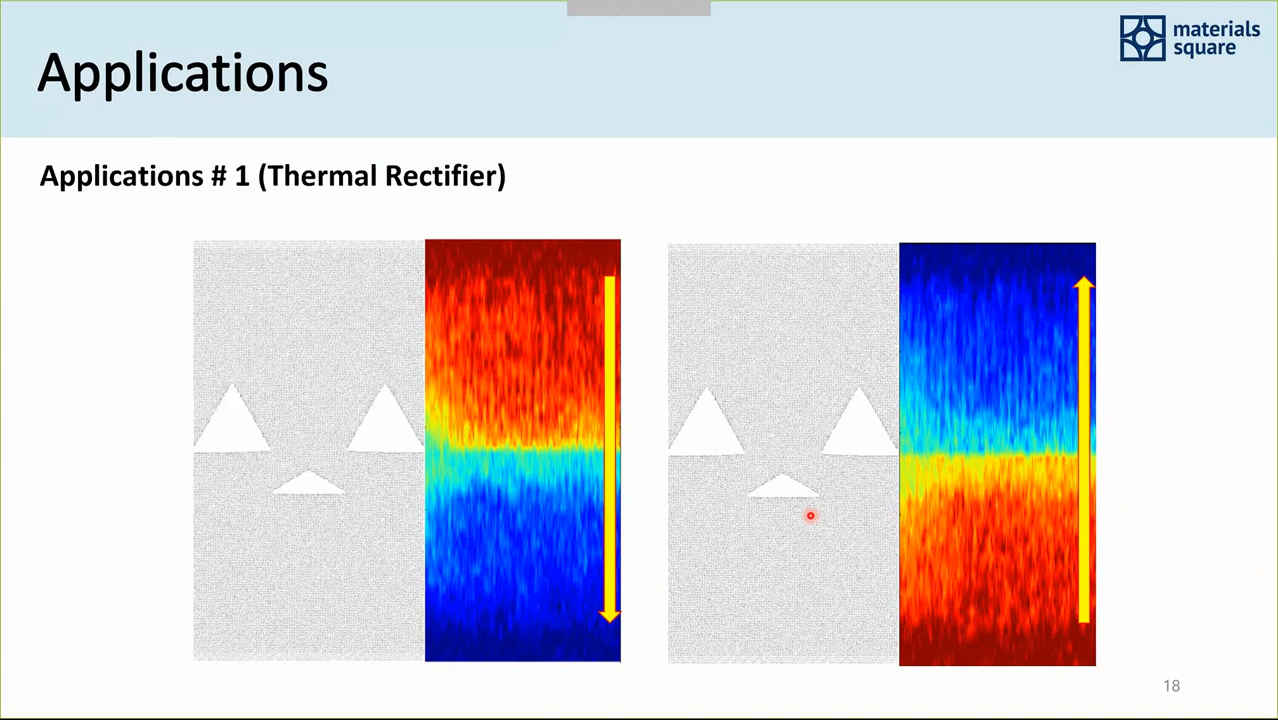 Applications
materials
square
Applications # 1 (Thermal Rectifier)
18